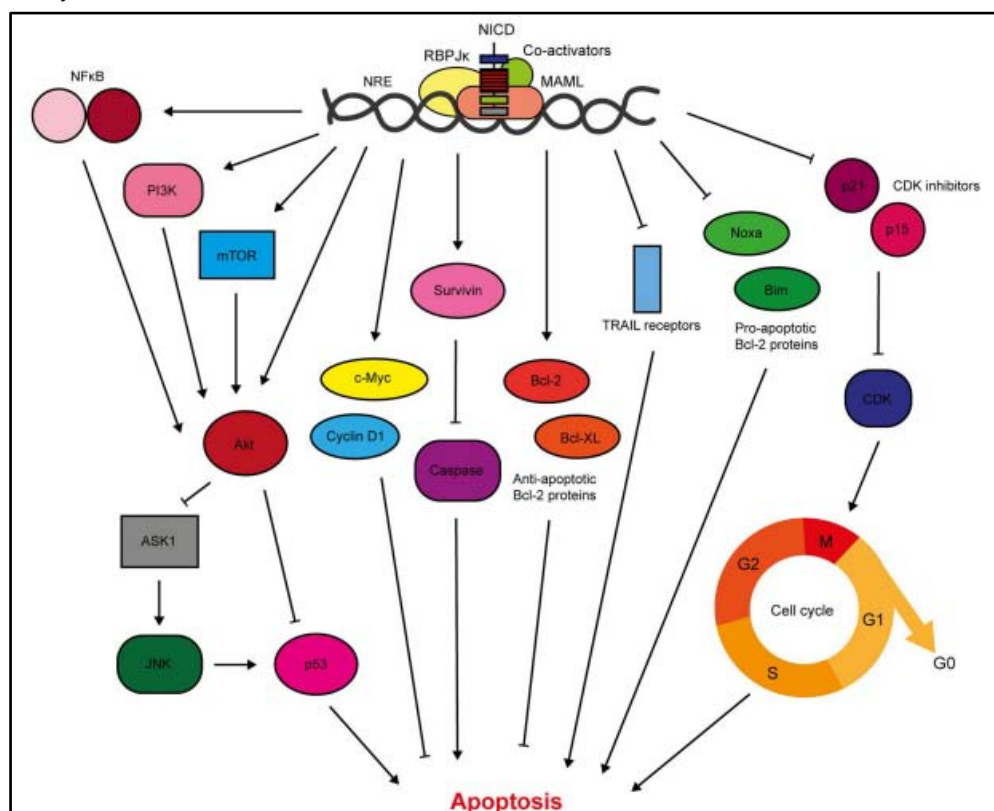 NICD
RBPJκ
Co-activators
NFκB
NRE
MAML
PI3K
p21
CDK inhibitors
p15
mTOR
Noxa
Survivin
Bim
TRAIL receptors
Pro-apoptotic
Bcl-2 proteins
c-Myc
Bcl-2
CDK
Akt
Cyclin D1
Bcl-XL
Caspase
Anti-apoptotic
Bcl-2 proteins
ASK1
M
G2
Cell cycle
G1
S
G0
JNK
p53
Apoptosis